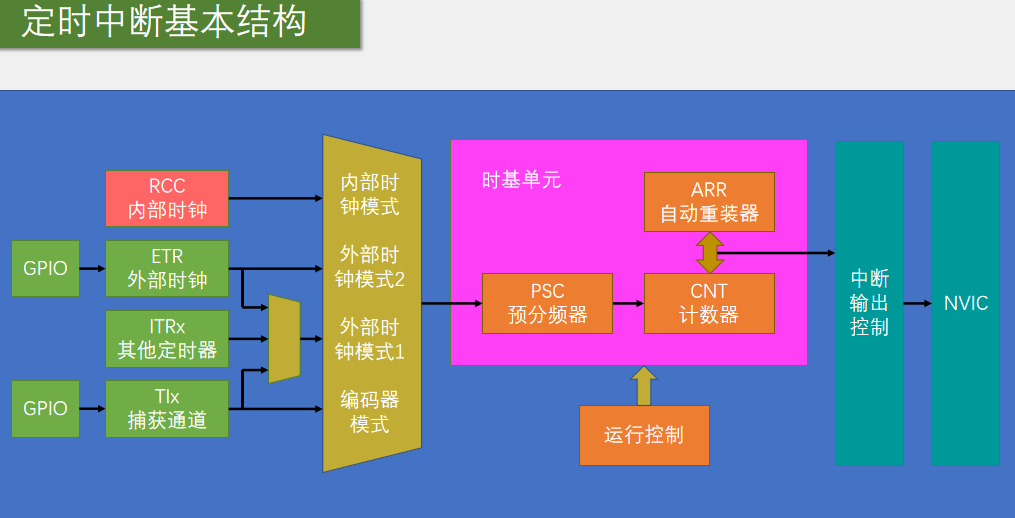 定时中断基本结构
RCC
内部时钟
GPIO
ETR
外部时钟
ITRx
其他定时器
GPIO
TIx
捕获通道
内部时
钟模式
外部时
钟模式2
外部时
钟模式1
编码器
模式
时基单元
ARR
自动重装器
PSC
预分频器
CNT
计数器
运行控制
中断
输出
控制
NVIC